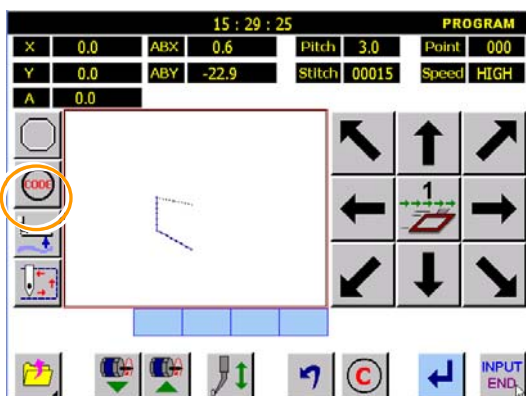 15 : 29 : 25 PROGRAM
X 0.0 ABX 0.6 Pitch 3.0 Point 000
Y 0.0 ABY -22.9 Stitch 00015 Speed HIGH
A 0.0
CODE
1
C
INPUT
END